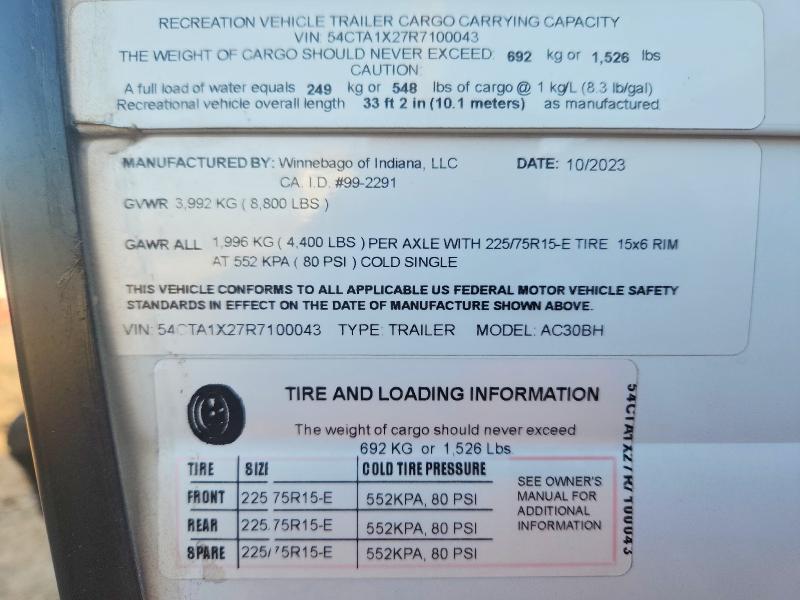 RECREATION VEHICLE TRAILER CARGO CARRYING CAPACITY
VIN: 54CTA1X27R7100043
THE WEIGHT OF CARGO SHOULD NEVER EXCEED: 692 kg or 1,526 lbs
CAUTION:
A full load of water equals 249 kg or 548 lbs of cargo @ 1 kg/L (8.3 lb/gal)
Recreational vehicle overall length 33 ft 2 in (10.1 meters) as manufactured
MANUFACTURED BY: Winnebago of Indiana, LLC DATE: 10/2023
CA. I.D. #99-2291
GVWR 3,992 KG ( 8,800 LBS )
GAWR ALL 1,996 KG ( 4,400 LBS ) PER AXLE WITH 225/75R15-E TIRE 15x6 RIM
AT 552 KPA ( 80 PSI ) COLD SINGLE
THIS VEHICLE CONFORMS TO ALL APPLICABLE US FEDERAL MOTOR VEHICLE SAFETY
STANDARDS IN EFFECT ON THE DATE OF MANUFACTURE SHOWN ABOVE.
VIN: 54CTA1X27R7100043 TYPE: TRAILER MODEL: AC30BH
TIRE AND LOADING INFORMATION
The weight of cargo should never exceed
692 KG or 1,526 Lbs.
TIRE SIZE COLD TIRE PRESSURE
FRONT 225/75R15-E 552KPA, 80 PSI
REAR 225/75R15-E 552KPA, 80 PSI
SPARE 225/75R15-E 552KPA, 80 PSI
SEE OWNER'S
MANUAL FOR
ADDITIONAL
INFORMATION
54CTA1X27R7100043